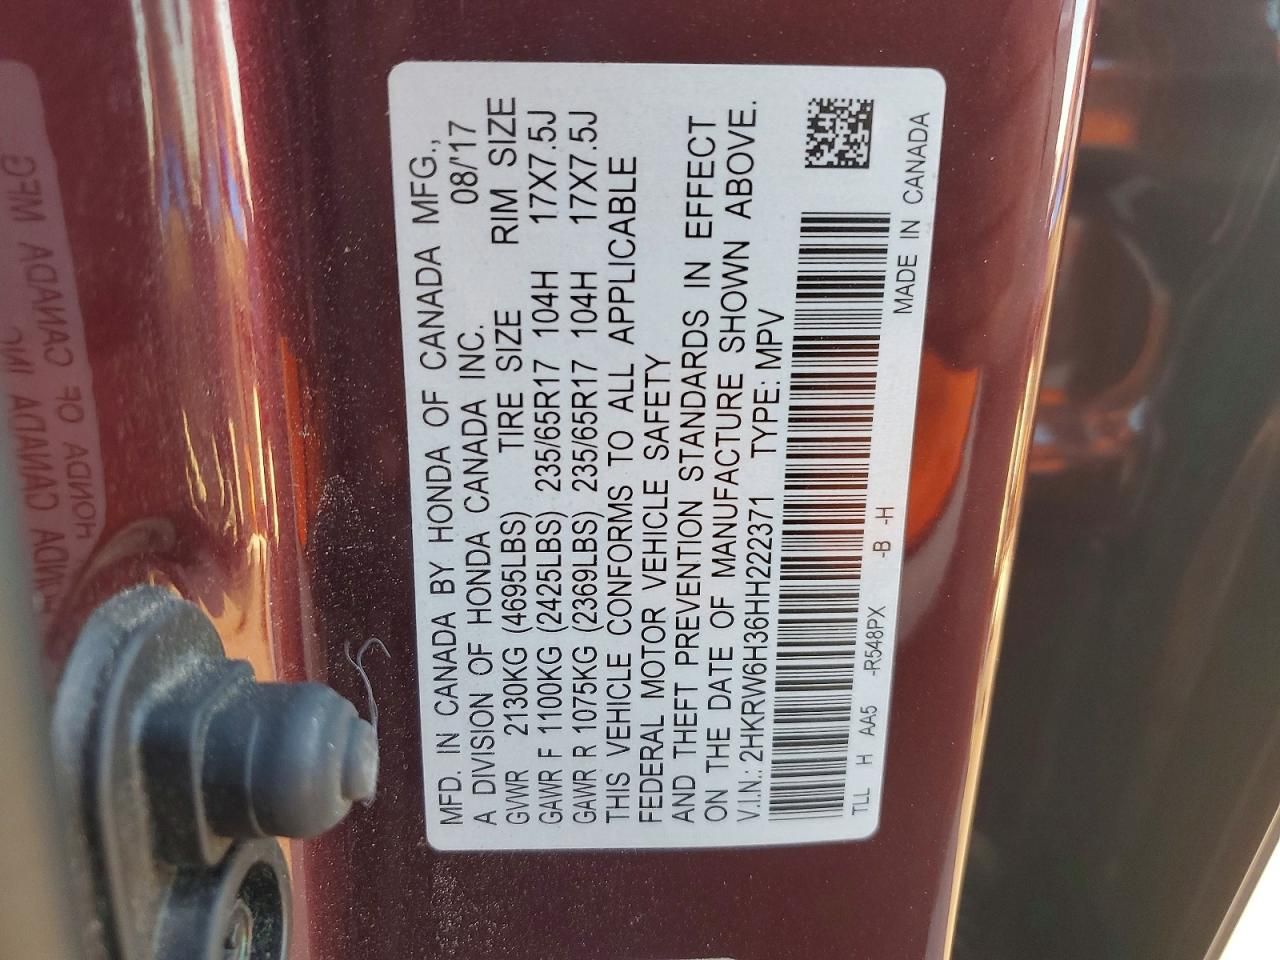 MFD. IN CANADA BY HONDA OF CANADA MFG.,
A DIVISION OF HONDA CANADA INC. 08/'17
GVWR 2130KG (4695LBS) TIRE SIZE RIM SIZE
GAWR F 1100KG (2425LBS) 235/65R17 104H 17X7.5J
GAWR R 1075KG (2369LBS) 235/65R17 104H 17X7.5J
THIS VEHICLE CONFORMS TO ALL APPLICABLE
FEDERAL MOTOR VEHICLE SAFETY
AND THEFT PREVENTION STANDARDS IN EFFECT
ON THE DATE OF MANUFACTURE SHOWN ABOVE.
V.I.N.: 2HKRW6H36HH222371 TYPE: MPV
TLL H AA5 -R548PX -B -H
MADE IN CANADA